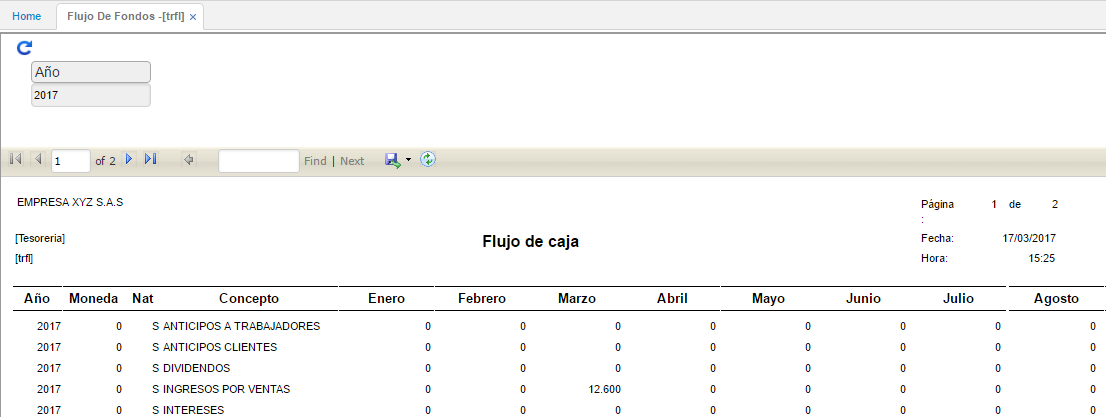 Home Flujo De Fondos -[trfl] ×
Año
2017
1 of 2 Find | Next
EMPRESA XYZ S.A.S
Página 1 de 2
:
[Tesoreria] Flujo de caja Fecha: 17/03/2017
[trfl] Hora: 15:25
Año Moneda Nat Concepto Enero Febrero Marzo Abril Mayo Junio Julio Agosto
2017 0 S ANTICIPOS A TRABAJADORES 0 0 0 0 0 0 0 0
2017 0 S ANTICIPOS CLIENTES 0 0 0 0 0 0 0 0
2017 0 S DIVIDENDOS 0 0 0 0 0 0 0 0
2017 0 S INGRESOS POR VENTAS 0 0 12.600 0 0 0 0 0
2017 0 S INTERESES 0 0 0 0 0 0 0 0